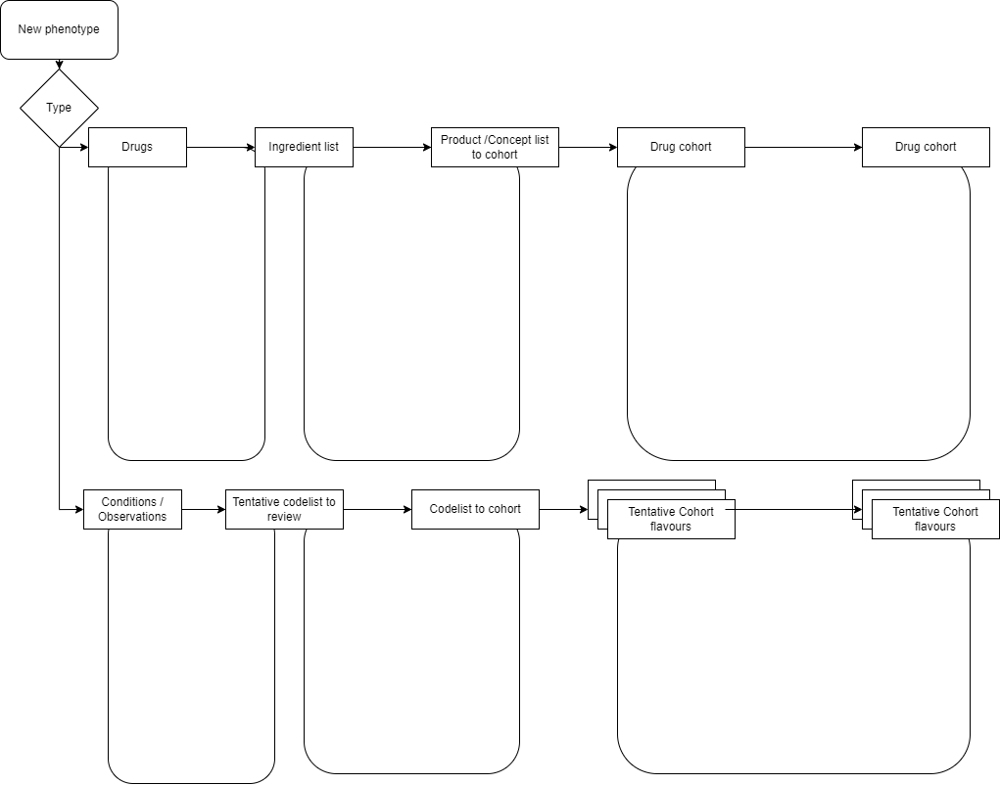 New phenotype
Type
Drugs
Ingredient list
Product /Concept list
to cohort
Drug cohort
Drug cohort
Conditions /
Observations
Tentative codelist to
review
Codelist to cohort
Tentative Cohort
flavours
Tentative Cohort
flavours